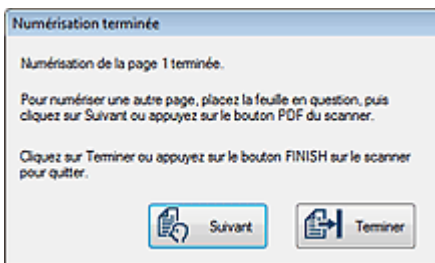 Numérisation terminée
Numérisation de la page 1 terminée.
Pour numériser une autre page, placez la feuille en question, puis
cliquez sur Suivant ou appuyez sur le bouton PDF du scanner.
Cliquez sur Terminer ou appuyez sur le bouton FINISH sur le scanner
pour quitter.
Suivant Terminer